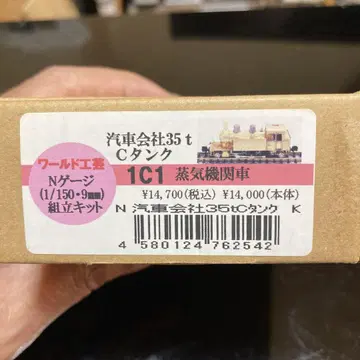 汽車会社35t
Cタンク
1C1 蒸気機関車
¥14,700(税込) ¥14,000(本体)
ワールド工芸
Nゲージ
(1/150・9mm)
組立キット
N 汽車会社35tCタンク K
4 580124 762542